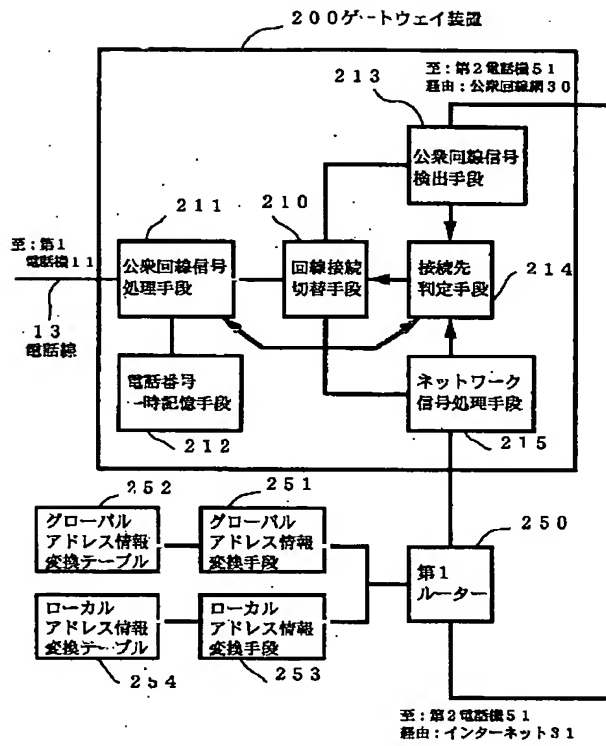 200ゲートウェイ装置
至:第2電話機51
経由:公衆回線網30
213
公衆回線信号
検出手段
211
210
至:第1
電話機11
公衆回線信号
処理手段
回線接続
切替手段
接続先
判定手段
214
13
電話線
電話番号
一時記憶手段
ネットワーク
信号処理手段
212
215
252
251
250
グローバル
アドレス情報
変換テーブル
グローバル
アドレス情報
変換手段
第1
ルーター
ローカル
アドレス情報
変換テーブル
ローカル
アドレス情報
変換手段
254
253
至:第2電話機51
経由:インターネット31